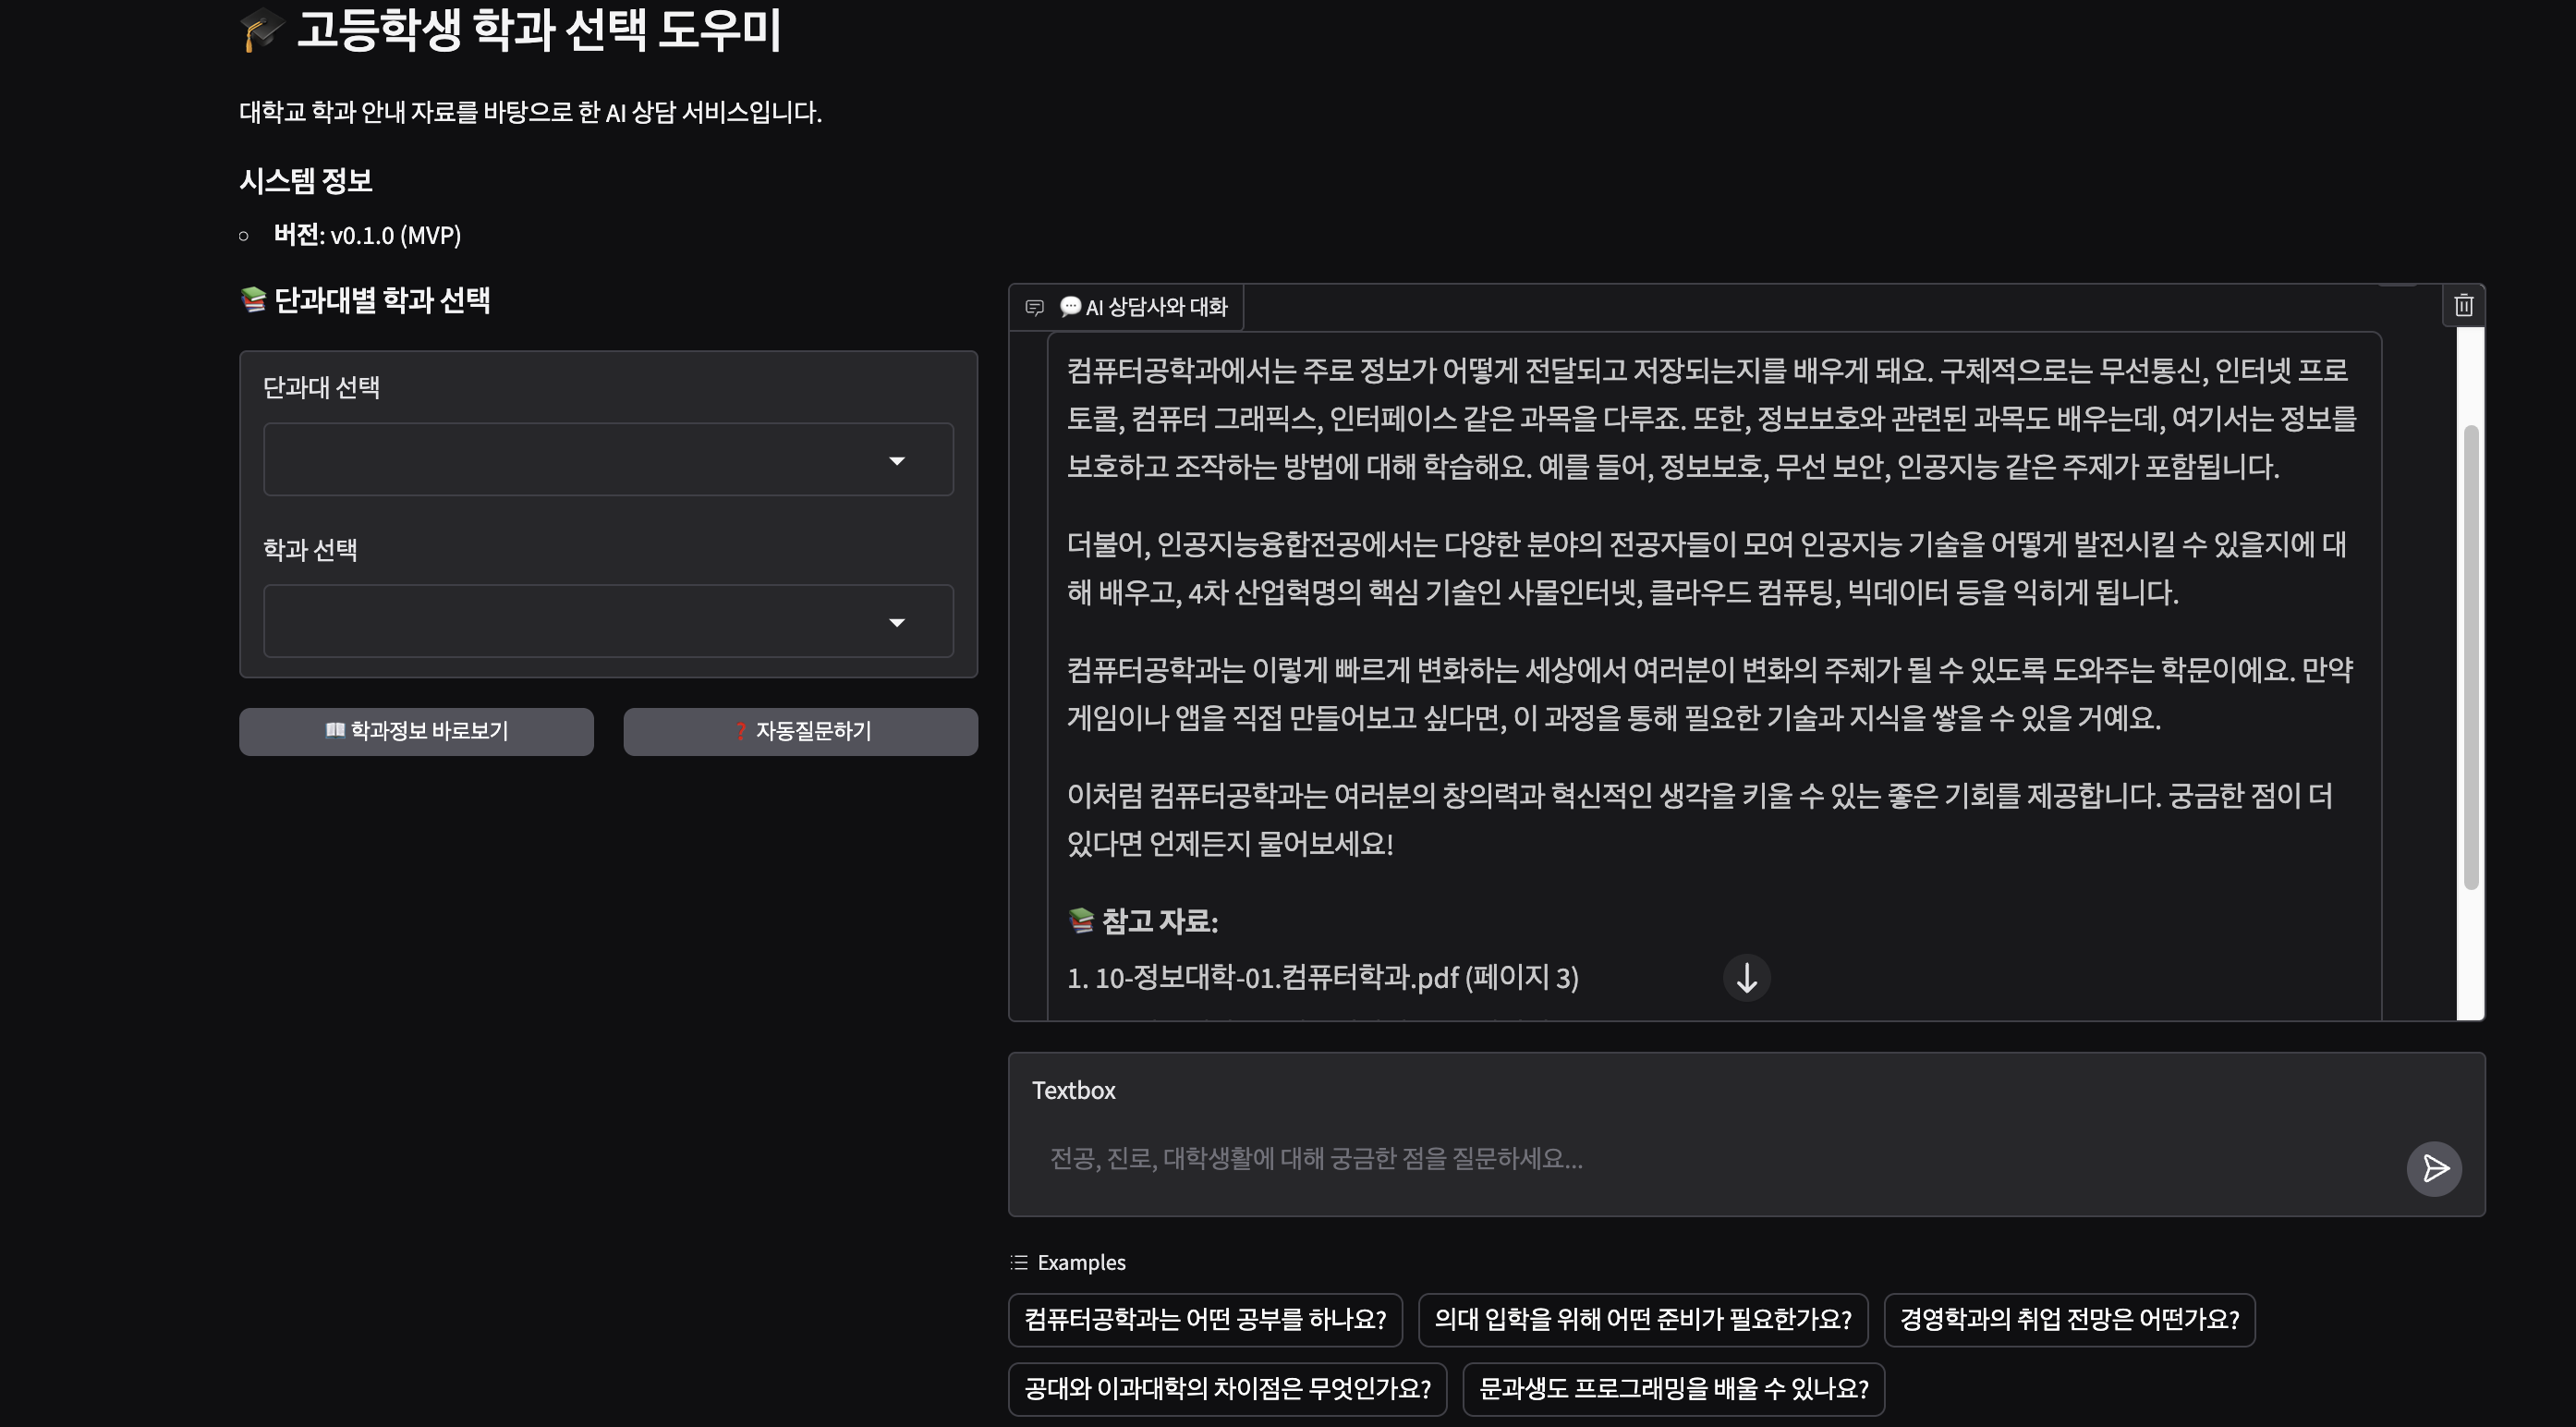 🎓 고등학생 학과 선택 도우미
대학교 학과 안내 자료를 바탕으로 한 AI 상담 서비스입니다.
시스템 정보
버전: v0.1.0 (MVP)
📚 단과대별 학과 선택
단과대 선택
학과 선택
📖 학과정보 바로보기
❓ 자동질문하기
💬 AI 상담사와 대화
컴퓨터공학과에서는 주로 정보가 어떻게 전달되고 저장되는지를 배우게 돼요. 구체적으로는 무선통신, 인터넷 프로
토콜, 컴퓨터 그래픽스, 인터페이스 같은 과목을 다루죠. 또한, 정보보호와 관련된 과목도 배우는데, 여기서는 정보를
보호하고 조작하는 방법에 대해 학습해요. 예를 들어, 정보보호, 무선 보안, 인공지능 같은 주제가 포함됩니다.
더불어, 인공지능융합전공에서는 다양한 분야의 전공자들이 모여 인공지능 기술을 어떻게 발전시킬 수 있을지에 대
해 배우고, 4차 산업혁명의 핵심 기술인 사물인터넷, 클라우드 컴퓨팅, 빅데이터 등을 익히게 됩니다.
컴퓨터공학과는 이렇게 빠르게 변화하는 세상에서 여러분이 변화의 주체가 될 수 있도록 도와주는 학문이에요. 만약
게임이나 앱을 직접 만들어보고 싶다면, 이 과정을 통해 필요한 기술과 지식을 쌓을 수 있을 거예요.
이처럼 컴퓨터공학과는 여러분의 창의력과 혁신적인 생각을 키울 수 있는 좋은 기회를 제공합니다. 궁금한 점이 더
있다면 언제든지 물어보세요!
📚 참고 자료:
1. 10-정보대학-01.컴퓨터학과.pdf (페이지 3)
Textbox
전공, 진로, 대학생활에 대해 궁금한 점을 질문하세요...
Examples
컴퓨터공학과는 어떤 공부를 하나요?
의대 입학을 위해 어떤 준비가 필요한가요?
경영학과의 취업 전망은 어떤가요?
공대와 이과대학의 차이점은 무엇인가요?
문과생도 프로그래밍을 배울 수 있나요?